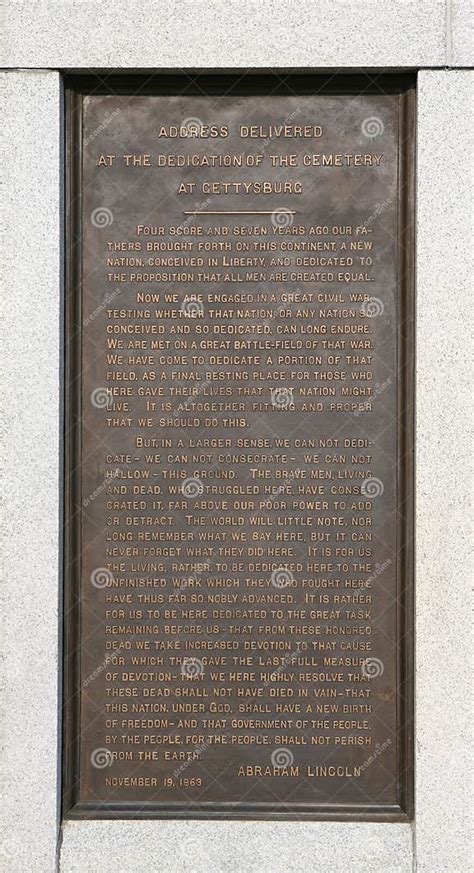 ADDRESS DELIVERED
AT THE DEDICATION OF THE CEMETERY
AT GETTYSBURG
FOUR SCORE AND SEVEN YEARS AGO OUR FA-
THERS BROUGHT FORTH ON THIS CONTINENT, A NEW
NATION, CONCEIVED IN LIBERTY, AND DEDICATED TO
THE PROPOSITION THAT ALL MEN ARE CREATED EQUAL.
NOW WE ARE ENGAGED IN A GREAT CIVIL WAR,
TESTING WHETHER THAT NATION, OR ANY NATION SO
CONCEIVED AND SO DEDICATED, CAN LONG ENDURE.
WE ARE MET ON A GREAT BATTLE-FIELD OF THAT WAR.
WE HAVE COME TO DEDICATE A PORTION OF THAT
FIELD, AS A FINAL RESTING PLACE FOR THOSE WHO
HERE GAVE THEIR LIVES THAT THAT NATION MIGHT
LIVE. IT IS ALTOGETHER FITTING AND PROPER
THAT WE SHOULD DO THIS.
BUT, IN A LARGER SENSE, WE CAN NOT DEDI-
CATE – WE CAN NOT CONSECRATE – WE CAN NOT
HALLOW – THIS GROUND. THE BRAVE MEN, LIVING
AND DEAD, WHO STRUGGLED HERE, HAVE CONSE-
CRATED IT, FAR ABOVE OUR POOR POWER TO ADD
OR DETRACT. THE WORLD WILL LITTLE NOTE, NOR
LONG REMEMBER WHAT WE SAY HERE, BUT IT CAN
NEVER FORGET WHAT THEY DID HERE. IT IS FOR US
THE LIVING, RATHER, TO BE DEDICATED HERE TO THE
UNFINISHED WORK WHICH THEY WHO FOUGHT HERE
HAVE THUS FAR SO NOBLY ADVANCED. IT IS RATHER
FOR US TO BE HERE DEDICATED TO THE GREAT TASK
REMAINING BEFORE US – THAT FROM THESE HONORED
DEAD WE TAKE INCREASED DEVOTION TO THAT CAUSE
FOR WHICH THEY GAVE THE LAST FULL MEASURE
OF DEVOTION – THAT WE HERE HIGHLY RESOLVE THAT
THESE DEAD SHALL NOT HAVE DIED IN VAIN – THAT
THIS NATION, UNDER GOD, SHALL HAVE A NEW BIRTH
OF FREEDOM – AND THAT GOVERNMENT OF THE PEOPLE,
BY THE PEOPLE, FOR THE PEOPLE, SHALL NOT PERISH
FROM THE EARTH.
ABRAHAM LINCOLN
NOVEMBER 19, 1863